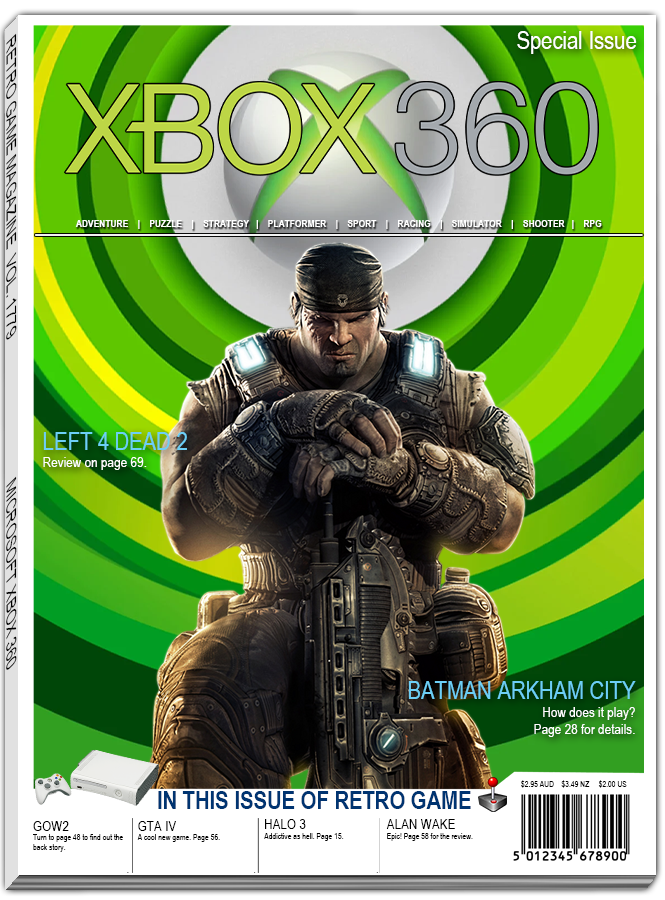 Special Issue
XBOX 360
ADVENTURE | PUZZLE | STRATEGY | PLATFORMER | SPORT | RACING | SIMULATOR | SHOOTER | RPG
RETRO GAME MAGAZINE VOL. 1779
MICROSOFT XBOX 360
LEFT 4 DEAD 2
Review on page 69.
BATMAN ARKHAM CITY
How does it play?
Page 28 for details.
IN THIS ISSUE OF RETRO GAME
$2.95 AUD $3.49 NZ $2.00 US
GOW2
Turn to page 48 to find out the
back story.
GTA IV
A cool new game. Page 56.
HALO 3
Addictive as hell. Page 15.
ALAN WAKE
Epic! Page 58 for the review.
5 012345 678900